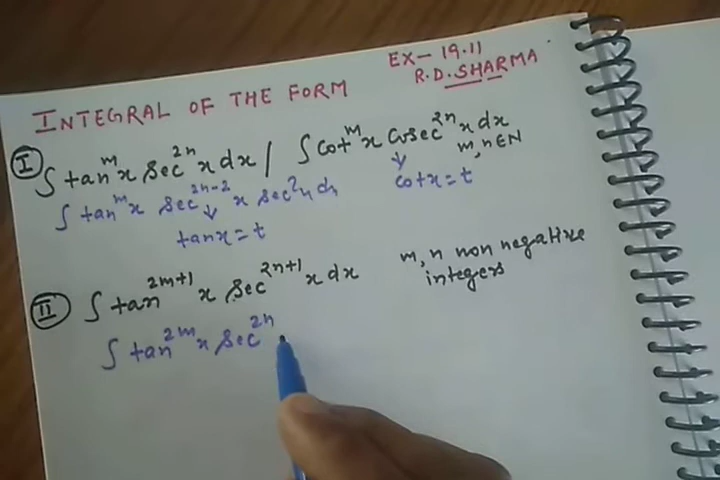 EX- 19.11
R.D. SHARMA
INTEGRAL OF THE FORM
I ∫ tan^m x sec^2n x dx / ∫ cot^m x cosec^2n x dx
m, n ∈ N
∫ tan^m x sec^2n-2 x sec^2 x dx
↓ cot x = t
↓ tan x = t
II ∫ tan^2m+1 x sec^2n+1 x dx
m, n non negative
integers
∫ tan^2m x sec^2n